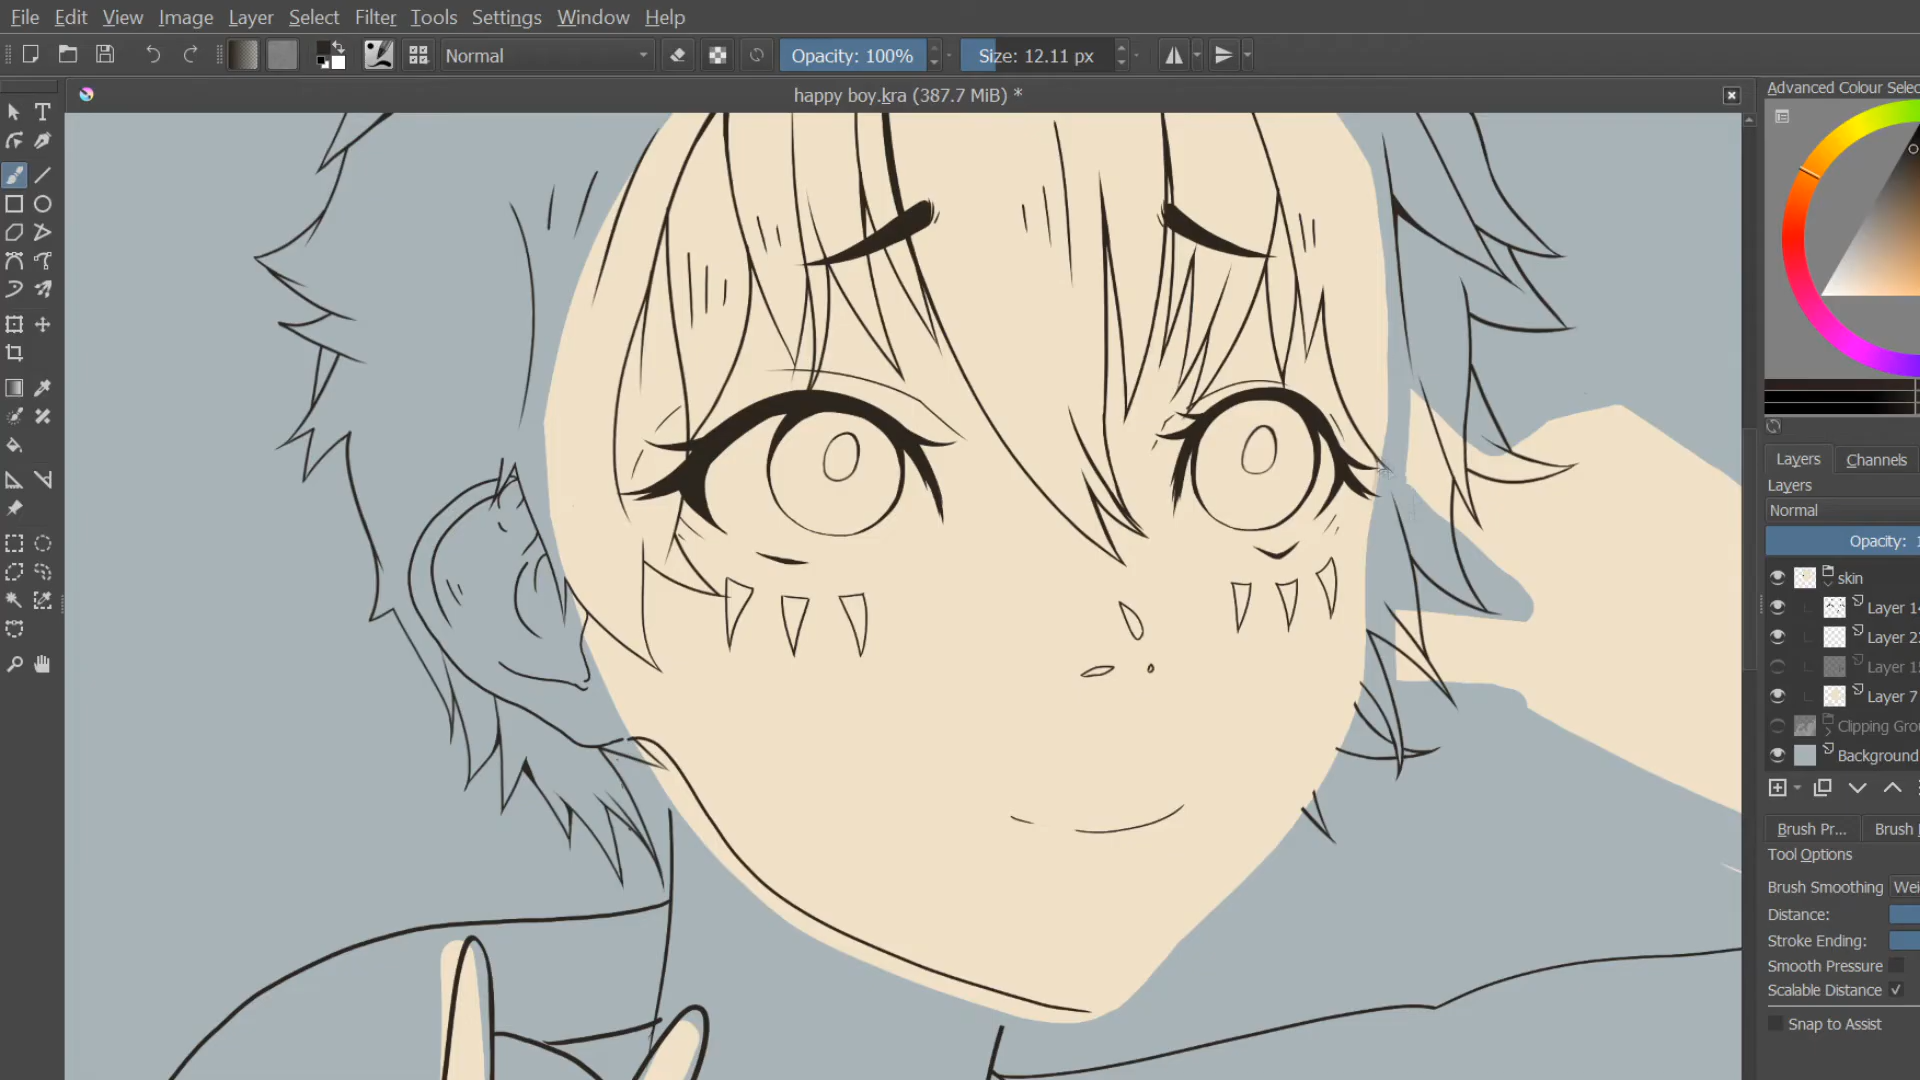 File Edit View Image Layer Select Filter Tools Settings Window Help
Normal Opacity: 100% Size: 12.11 px
happy boy.kra (387.7 MiB) *
Advanced Colour Selec
Layers Channels
Layers
Normal
Opacity: 1
skin
Layer 14
Layer 2
Layer 15
Layer 7
Clipping Gro
Background
Brush Pr... Brush
Tool Options
Brush Smoothing Wei
Distance:
Stroke Ending:
Smooth Pressure
Scalable Distance
Snap to Assist